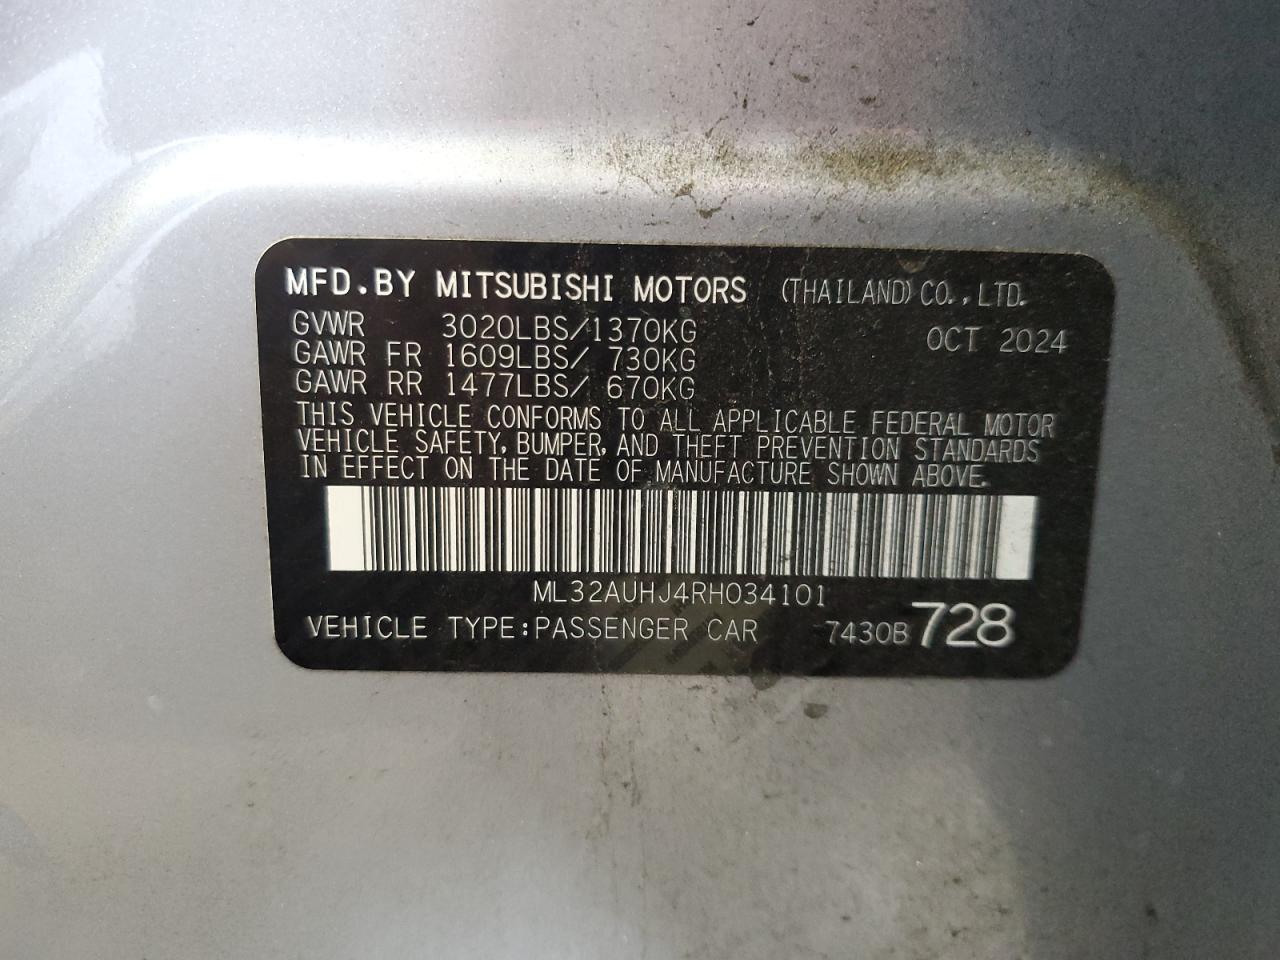 MFD.BY MITSUBISHI MOTORS (THAILAND) CO.,LTD.
GVWR 3020LBS/1370KG OCT 2024
GAWR FR 1609LBS/ 730KG
GAWR RR 1477LBS/ 670KG
THIS VEHICLE CONFORMS TO ALL APPLICABLE FEDERAL MOTOR
VEHICLE SAFETY, BUMPER, AND THEFT PREVENTION STANDARDS
IN EFFECT ON THE DATE OF MANUFACTURE SHOWN ABOVE.
ML32AUHJ4RH034101
VEHICLE TYPE:PASSENGER CAR 7430B 728